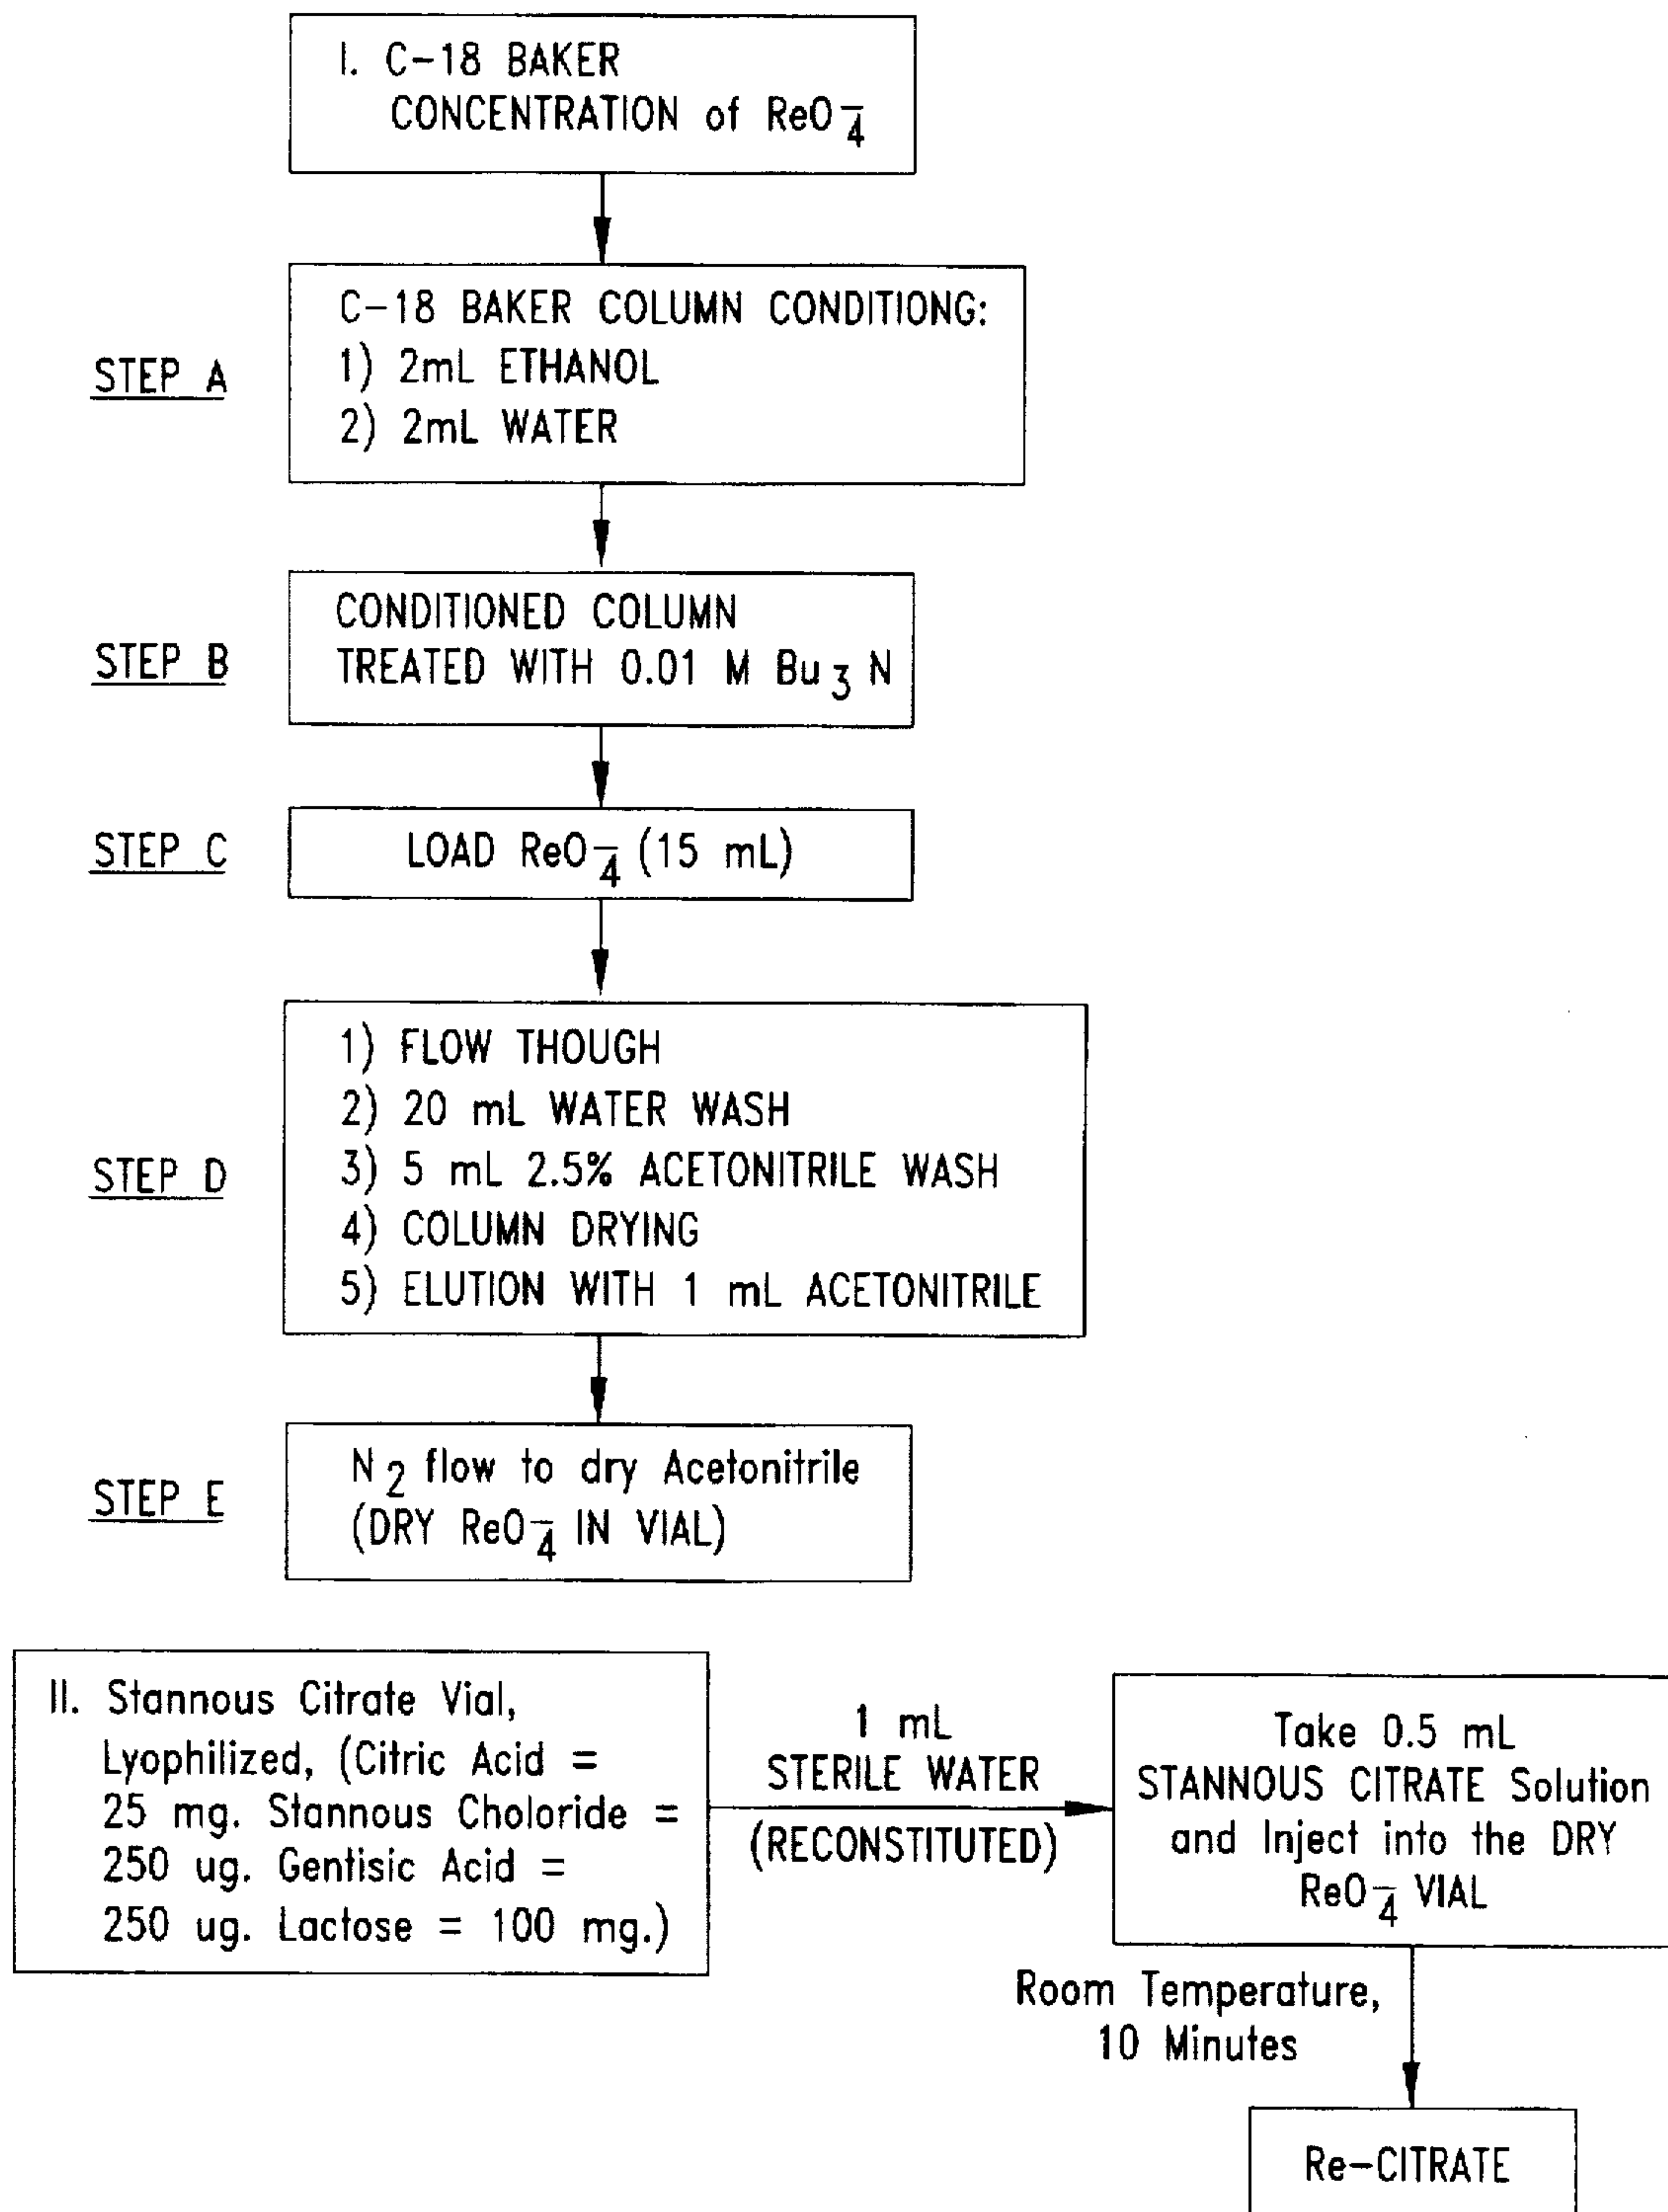 I. C-18 BAKER
CONCENTRATION of ReO₄⁻
C-18 BAKER COLUMN CONDITIONG:
STEP A
1) 2mL ETHANOL
2) 2mL WATER
CONDITIONED COLUMN
STEP B
TREATED WITH 0.01 M Bu₃ N
STEP C
LOAD ReO₄⁻ (15 mL)
1) FLOW THOUGH
2) 20 mL WATER WASH
STEP D
3) 5 mL 2.5% ACETONITRILE WASH
4) COLUMN DRYING
5) ELUTION WITH 1 mL ACETONITRILE
STEP E
N₂ flow to dry Acetonitrile
(DRY ReO₄⁻ IN VIAL)
II. Stannous Citrate Vial,
Lyophilized, (Citric Acid =
25 mg. Stannous Choloride =
250 ug. Gentisic Acid =
250 ug. Lactose = 100 mg.)
1 mL
STERILE WATER
(RECONSTITUTED)
Take 0.5 mL
STANNOUS CITRATE Solution
and Inject into the DRY
ReO₄⁻ VIAL
Room Temperature,
10 Minutes
Re-CITRATE